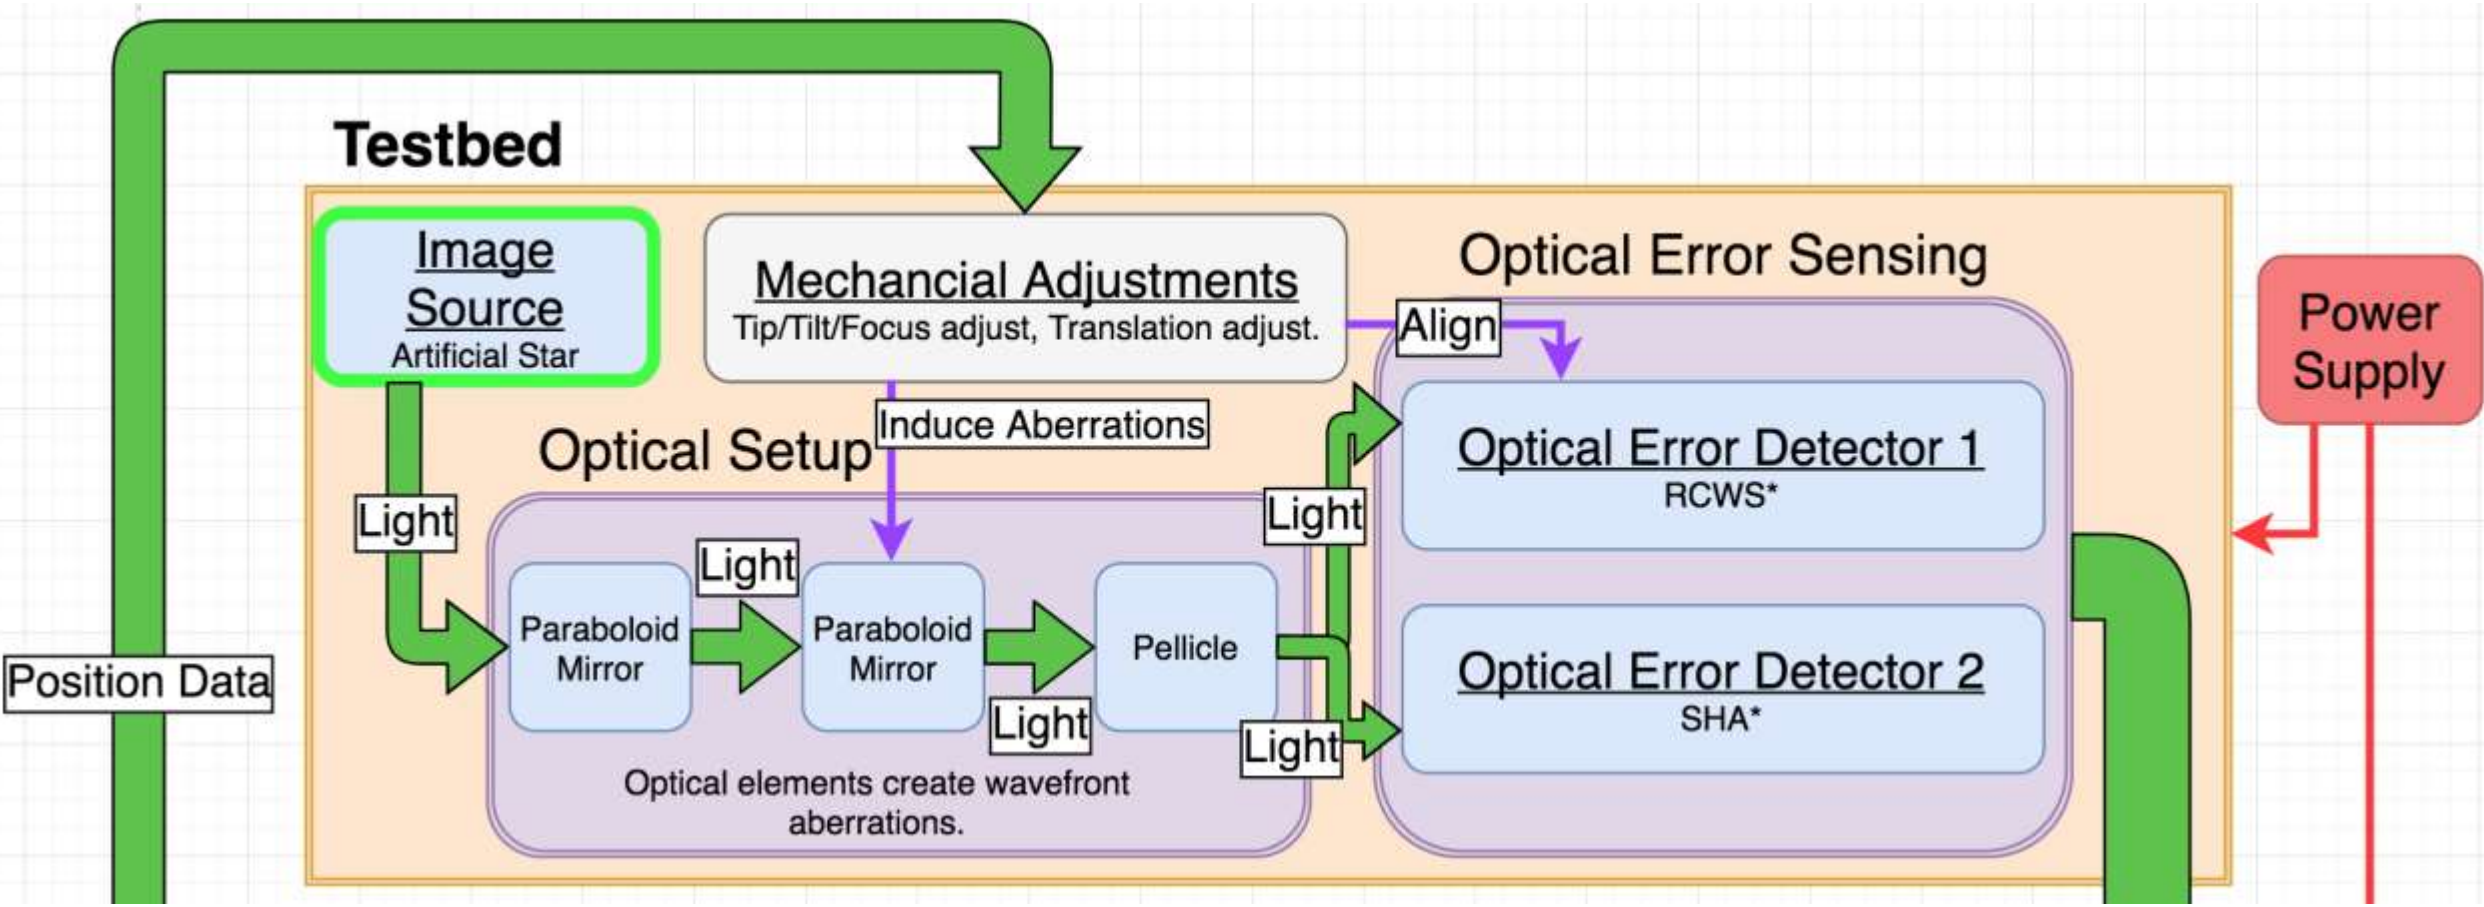 Testbed
Image
Source
Artificial Star
Mechancial Adjustments
Tip/Tilt/Focus adjust, Translation adjust.
Optical Error Sensing
Align
Power
Supply
Induce Aberrations
Optical Setup
Optical Error Detector 1
RCWS*
Light
Light
Light
Paraboloid
Mirror
Paraboloid
Mirror
Pellicle
Position Data
Optical Error Detector 2
SHA*
Light
Light
Optical elements create wavefront
aberrations.